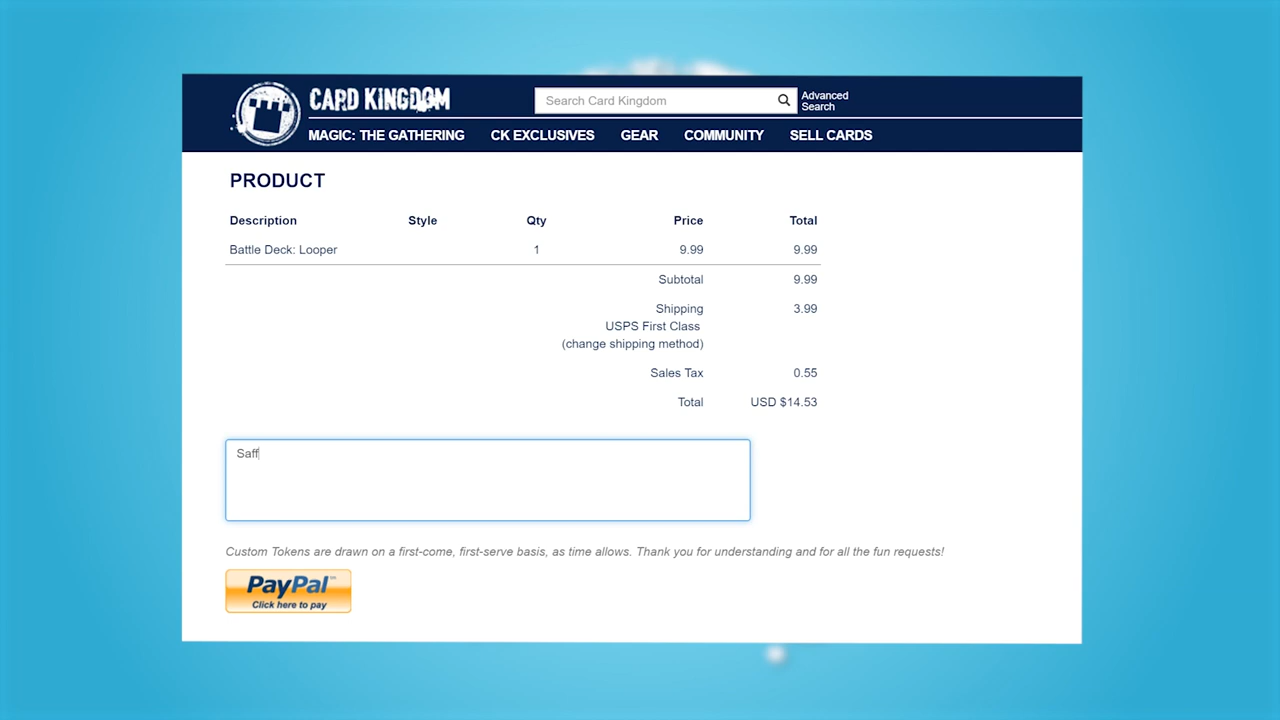 CARD KINGDOM
Search Card Kingdom
Advanced
Search
MAGIC: THE GATHERING CK EXCLUSIVES GEAR COMMUNITY SELL CARDS
PRODUCT
Description Style Qty Price Total
Battle Deck: Looper 1 9.99 9.99
Subtotal 9.99
Shipping 3.99
USPS First Class
(change shipping method)
Sales Tax 0.55
Total USD $14.53
Saff
Custom Tokens are drawn on a first-come, first-serve basis, as time allows. Thank you for understanding and for all the fun requests!
PayPal
Click here to pay